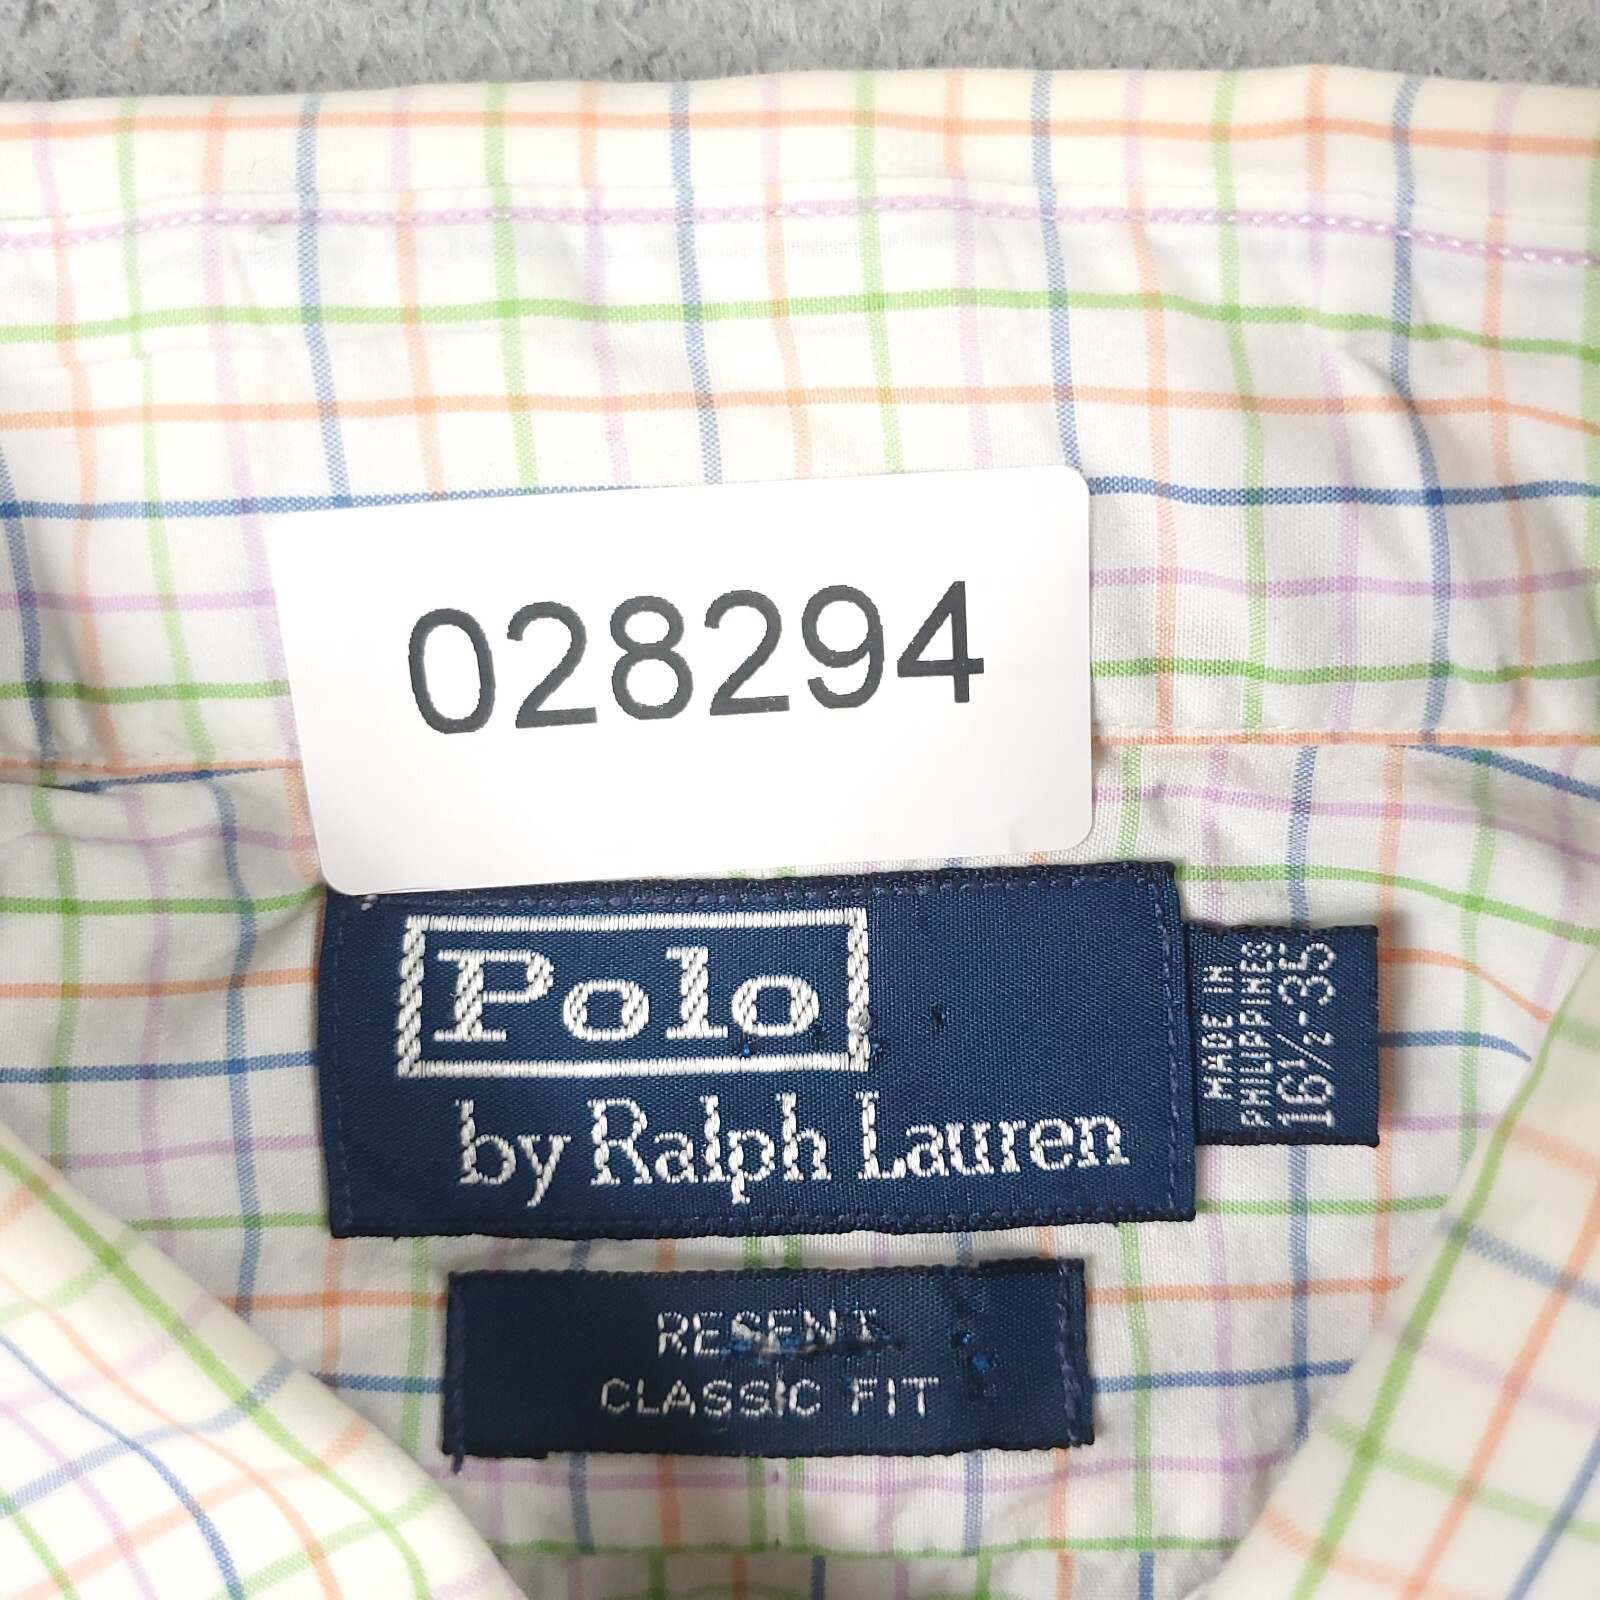 028294
Polo
by Ralph Lauren
MADE IN
PHILIPPINES
16½-35
CLASSIC FIT